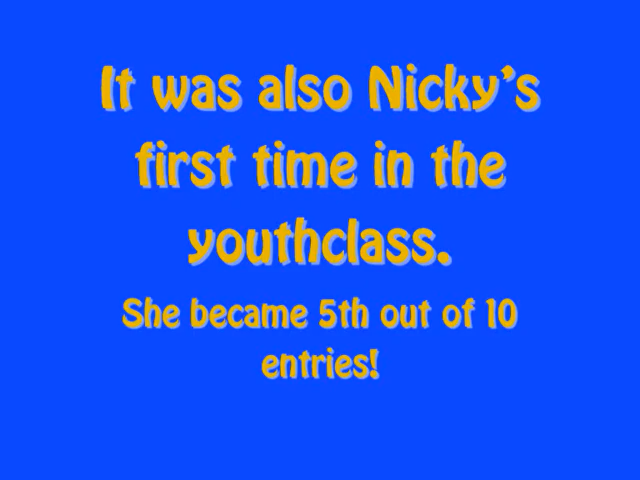 It was also Nicky's
first time in the
youthclass.
She became 5th out of 10
entries!